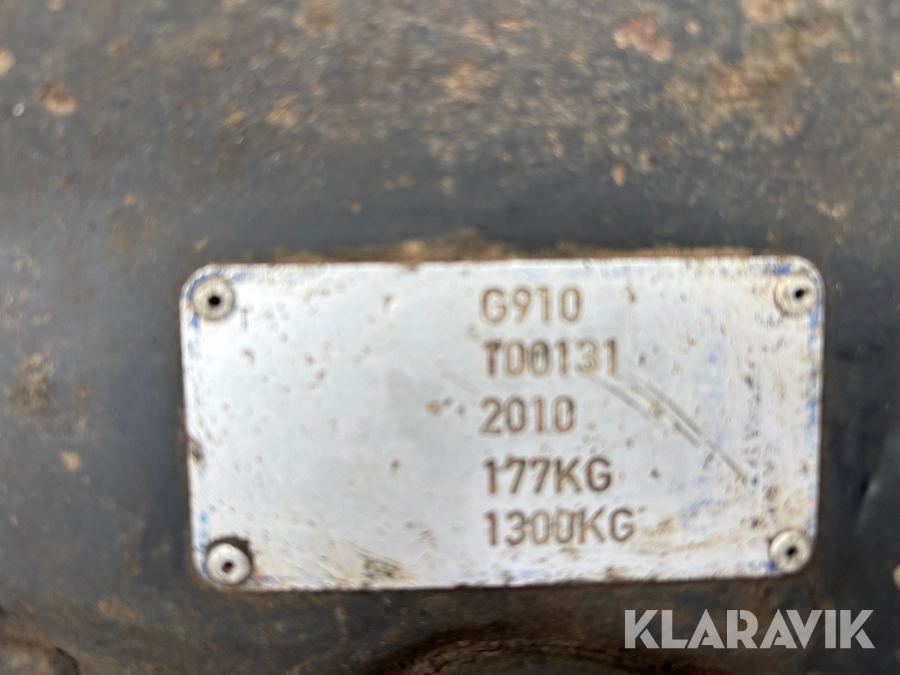 T
G910
T00131
2010
177KG
1300KG
KLARAVIK